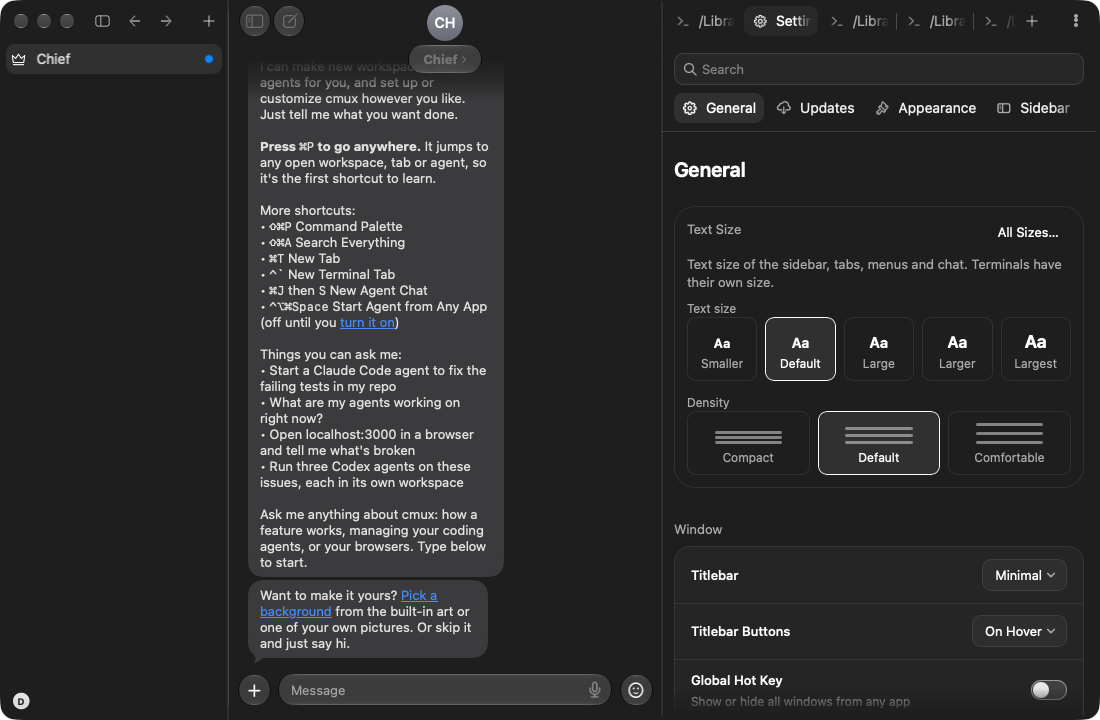 /Libra
Settir
/Libra
/Libra
Chief
CH
Chief
I can make new workspac
agents for you, and set up or
customize cmux however you like.
Just tell me what you want done.
Press ⌘P to go anywhere. It jumps to
any open workspace, tab or agent, so
it's the first shortcut to learn.
More shortcuts:
• ⇧⌘P Command Palette
• ⇧⌘A Search Everything
• ⌘T New Tab
• ^` New Terminal Tab
• ⌘J then S New Agent Chat
• ^⌥⌘Space Start Agent from Any App
(off until you turn it on)
Things you can ask me:
• Start a Claude Code agent to fix the
failing tests in my repo
• What are my agents working on
right now?
• Open localhost:3000 in a browser
and tell me what's broken
• Run three Codex agents on these
issues, each in its own workspace
Ask me anything about cmux: how a
feature works, managing your coding
agents, or your browsers. Type below
to start.
Want to make it yours? Pick a
background from the built-in art or
one of your own pictures. Or skip it
and just say hi.
Message
D
Search
General
Updates
Appearance
Sidebar
General
Text Size
All Sizes...
Text size of the sidebar, tabs, menus and chat. Terminals have
their own size.
Text size
Aa Aa Aa Aa Aa
Smaller Default Large Larger Largest
Density
Compact Default Comfortable
Window
Titlebar Minimal
Titlebar Buttons On Hover
Global Hot Key
Show or hide all windows from any app